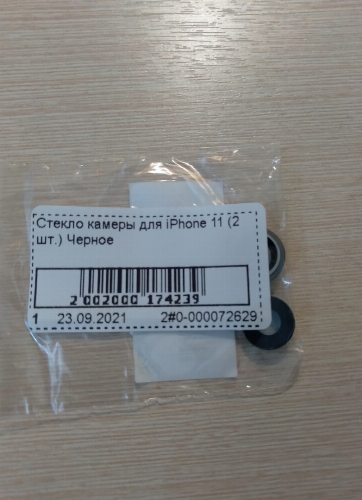 Стекло камеры для iPhone 11 (2
шт.) Черное
2 002000 174239
1 23.09.2021 2#0-000072629